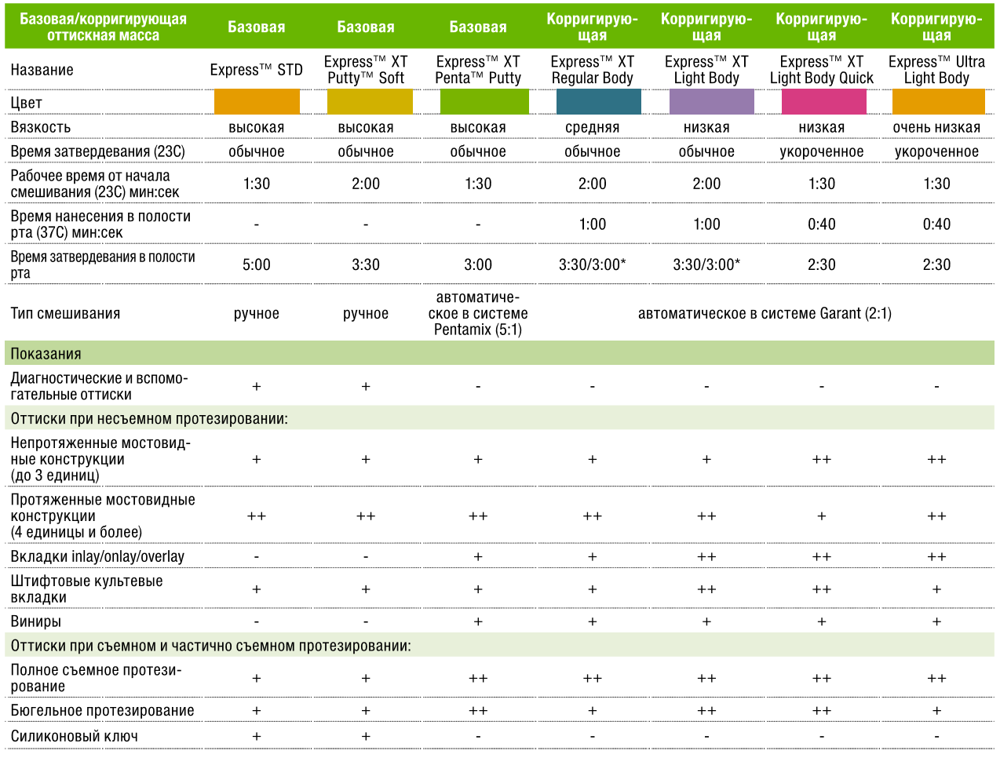 Базовая/корригирующая оттискная масса	Базовая	Базовая	Базовая	Корригирую-щая	Корригирую-щая	Корригирую-щая	Корригирую-щая
Название	Express™ STD	Express™ XT Putty™ Soft	Express™ XT Penta™ Putty	Express™ XT Regular Body	Express™ XT Light Body	Express™ XT Light Body Quick	Express™ Ultra Light Body
Цвет
Вязкость	высокая	высокая	высокая	средняя	низкая	низкая	очень низкая
Время затвердевания (23С)	обычное	обычное	обычное	обычное	обычное	укороченное	укороченное
Рабочее время от начала смешивания (23С) мин:сек	1:30	2:00	1:30	2:00	2:00	1:30	1:30
Время нанесения в полости рта (37С) мин:сек	-	-	-	1:00	1:00	0:40	0:40
Время затвердевания в полости рта	5:00	3:30	3:00	3:30/3:00*	3:30/3:00*	2:30	2:30
Тип смешивания	ручное	ручное	автоматиче-ское в системе Pentamix (5:1)	автоматическое в системе Garant (2:1)
Показания
Диагностические и вспомо-гательные оттиски	+	+	-	-	-	-	-
Оттиски при несъемном протезировании:
Непротяженные мостовид-ные конструкции (до 3 единиц)	+	+	+	+	+	++	++
Протяженные мостовидные конструкции (4 единицы и более)	++	++	++	++	++	+	++
Вкладки inlay/onlay/overlay	-	-	+	+	++	++	++
Штифтовые культевые вкладки	+	+	+	+	++	++	+
Виниры	-	-	+	+	+	+	+
Оттиски при съемном и частично съемном протезировании:
Полное съемное протези-рование	+	+	++	++	++	++	++
Бюгельное протезирование	+	+	++	+	++	++	+
Силиконовый ключ	+	+	-	-	-	-	-